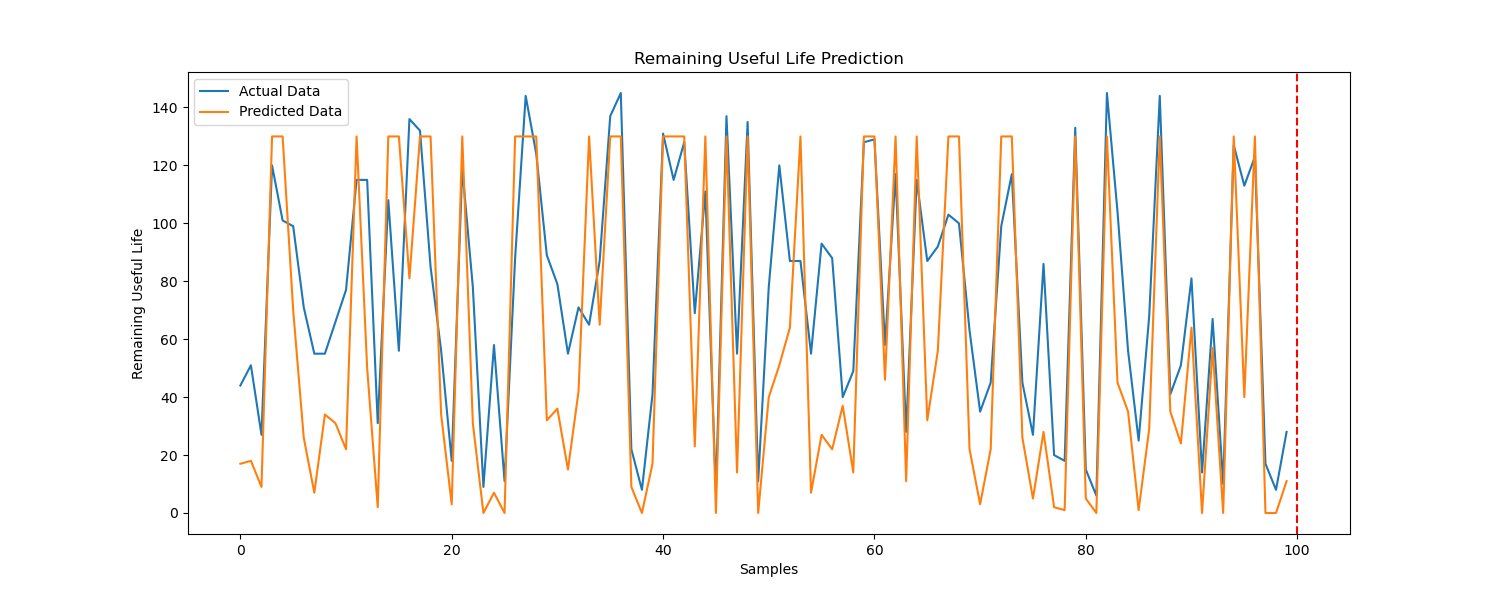 Remaining Useful Life Prediction
Actual Data
Predicted Data
140
120
100
80
60
40
20
0
Remaining Useful Life
0 20 40 60 80 100
Samples